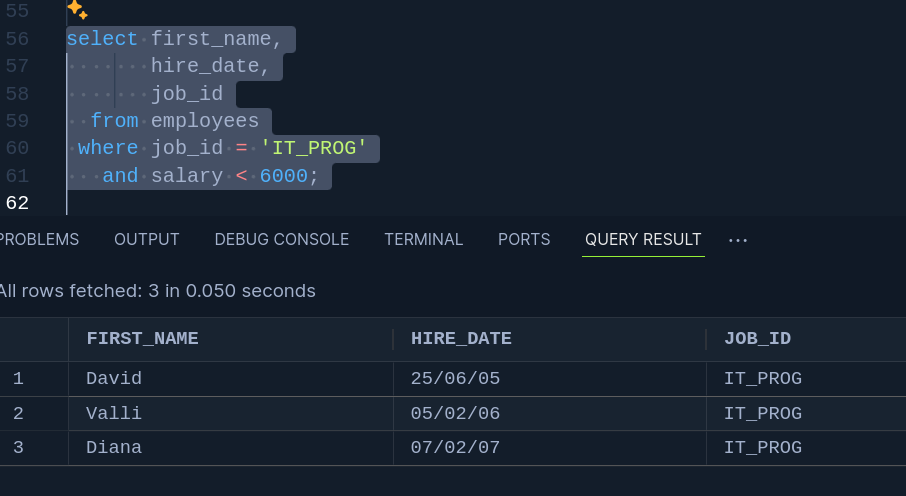 55
56 select first_name,
57 hire_date,
58 job_id
59 from employees
60 where job_id = 'IT_PROG'
61 and salary < 6000;
62
PROBLEMS OUTPUT DEBUG CONSOLE TERMINAL PORTS QUERY RESULT ...
All rows fetched: 3 in 0.050 seconds
FIRST_NAME HIRE_DATE JOB_ID
1 David 25/06/05 IT_PROG
2 Valli 05/02/06 IT_PROG
3 Diana 07/02/07 IT_PROG